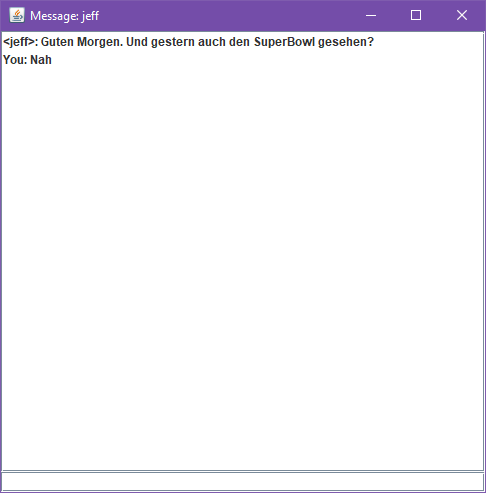 Message: jeff
<jeff>: Guten Morgen. Und gestern auch den SuperBowl gesehen?
You: Nah